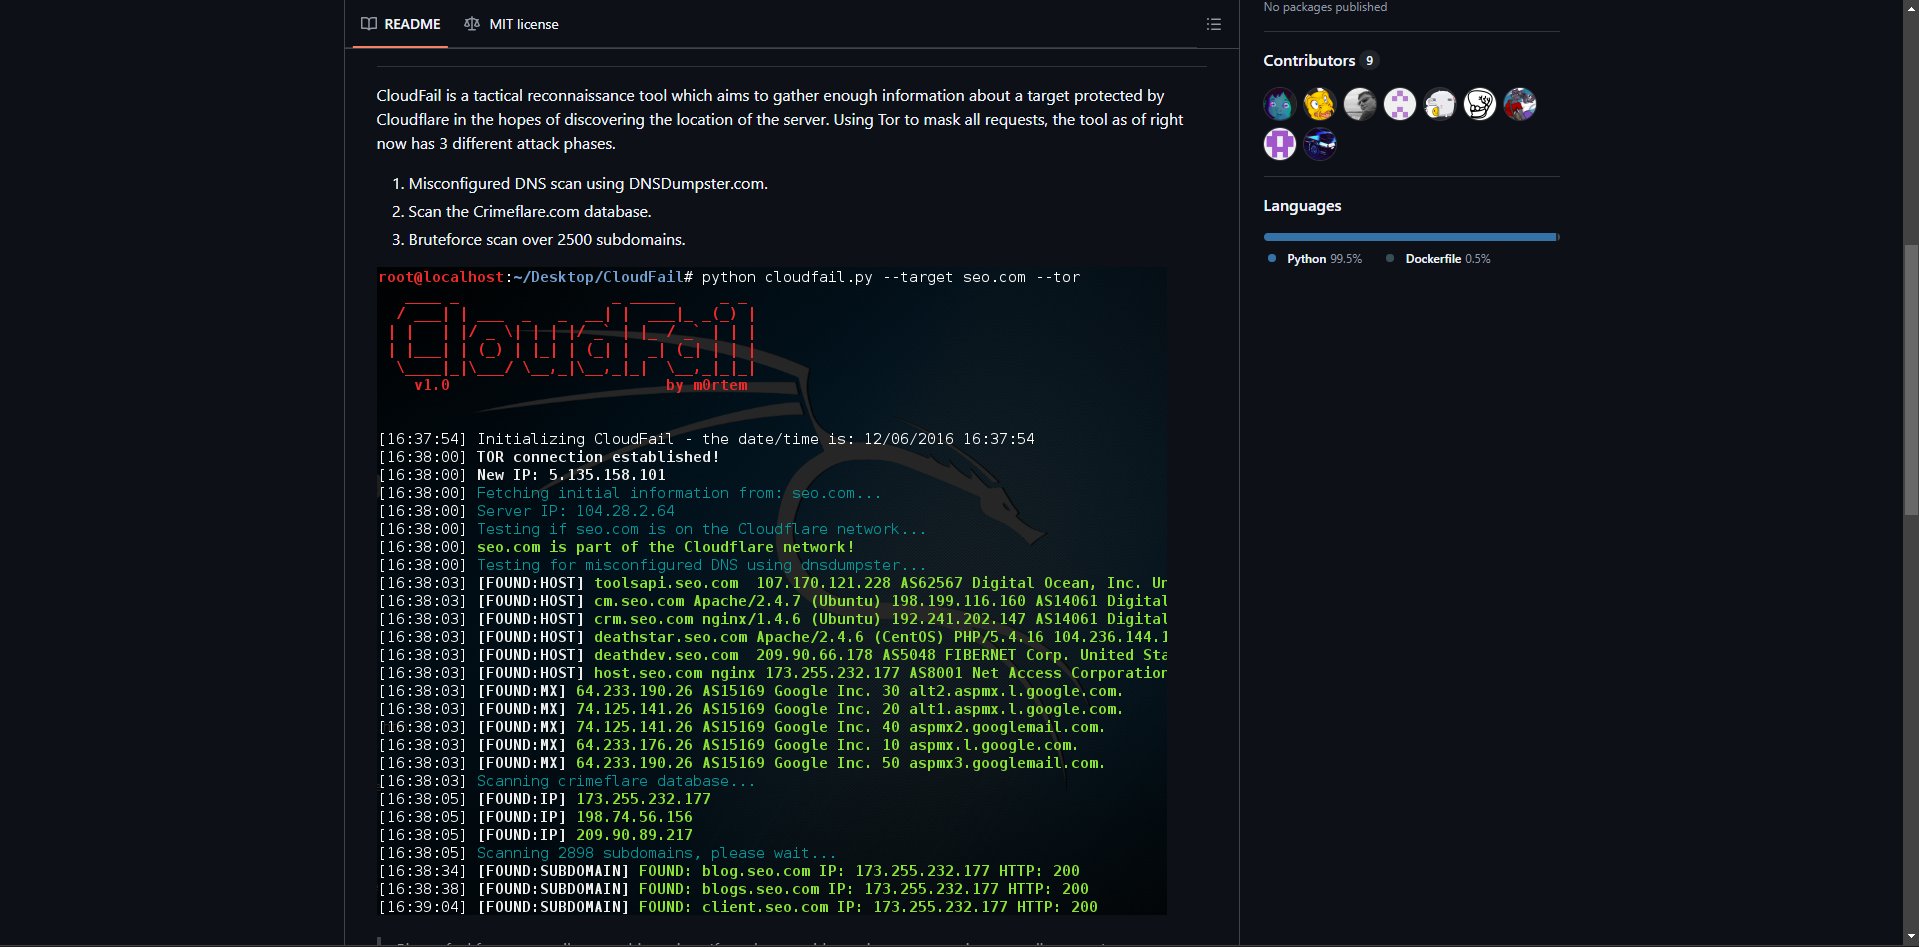 README
MIT license
No packages published
Contributors 9
CloudFail is a tactical reconnaissance tool which aims to gather enough information about a target protected by
Cloudflare in the hopes of discovering the location of the server. Using Tor to mask all requests, the tool as of right
now has 3 different attack phases.
1. Misconfigured DNS scan using DNSDumpster.com.
2. Scan the Crimeflare.com database.
3. Bruteforce scan over 2500 subdomains.
Languages
Python 99.5%
Dockerfile 0.5%
root@localhost:~/Desktop/CloudFail# python cloudfail.py --target seo.com --tor
CloudFail
v1.0 by m0rtem
[16:37:54] Initializing CloudFail - the date/time is: 12/06/2016 16:37:54
[16:38:00] TOR connection established!
[16:38:00] New IP: 5.135.158.101
[16:38:00] Fetching initial information from: seo.com...
[16:38:00] Server IP: 104.28.2.64
[16:38:00] Testing if seo.com is on the Cloudflare network...
[16:38:00] seo.com is part of the Cloudflare network!
[16:38:00] Testing for misconfigured DNS using dnsdumpster...
[16:38:03] [FOUND:HOST] toolsapi.seo.com  107.170.121.228 AS62567 Digital Ocean, Inc. Un
[16:38:03] [FOUND:HOST] cm.seo.com Apache/2.4.7 (Ubuntu) 198.199.116.160 AS14061 Digital
[16:38:03] [FOUND:HOST] crm.seo.com nginx/1.4.6 (Ubuntu) 192.241.202.147 AS14061 Digital
[16:38:03] [FOUND:HOST] deathstar.seo.com Apache/2.4.6 (CentOS) PHP/5.4.16 104.236.144.1
[16:38:03] [FOUND:HOST] deathdev.seo.com  209.90.66.178 AS5048 FIBERNET Corp. United Sta
[16:38:03] [FOUND:HOST] host.seo.com nginx 173.255.232.177 AS8001 Net Access Corporation
[16:38:03] [FOUND:MX] 64.233.190.26 AS15169 Google Inc. 30 alt2.aspmx.l.google.com.
[16:38:03] [FOUND:MX] 74.125.141.26 AS15169 Google Inc. 20 alt1.aspmx.l.google.com.
[16:38:03] [FOUND:MX] 74.125.141.26 AS15169 Google Inc. 40 aspmx2.googlemail.com.
[16:38:03] [FOUND:MX] 64.233.176.26 AS15169 Google Inc. 10 aspmx.l.google.com.
[16:38:03] [FOUND:MX] 64.233.190.26 AS15169 Google Inc. 50 aspmx3.googlemail.com.
[16:38:03] Scanning crimeflare database...
[16:38:05] [FOUND:IP] 173.255.232.177
[16:38:05] [FOUND:IP] 198.74.56.156
[16:38:05] [FOUND:IP] 209.90.89.217
[16:38:05] Scanning 2898 subdomains, please wait...
[16:38:34] [FOUND:SUBDOMAIN] FOUND: blog.seo.com IP: 173.255.232.177 HTTP: 200
[16:38:38] [FOUND:SUBDOMAIN] FOUND: blogs.seo.com IP: 173.255.232.177 HTTP: 200
[16:39:04] [FOUND:SUBDOMAIN] FOUND: client.seo.com IP: 173.255.232.177 HTTP: 200